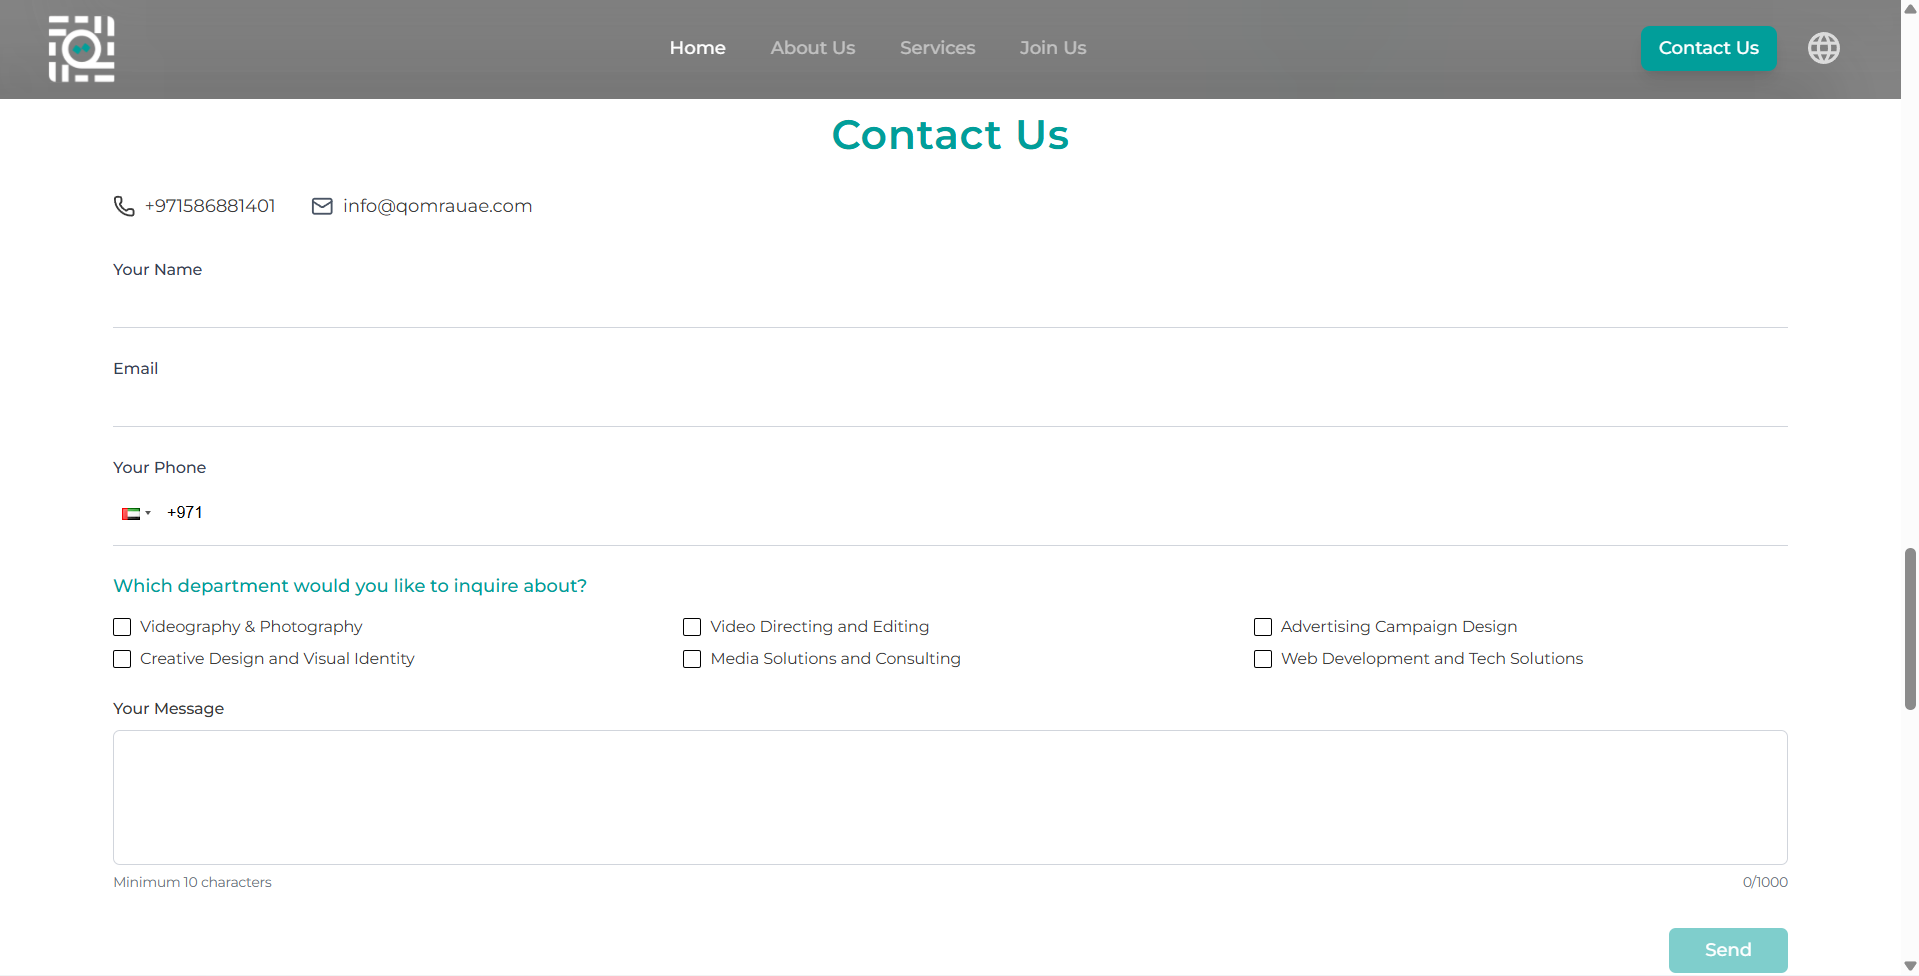 Home About Us Services Join Us Contact Us
Contact Us
+971586881401 info@qomrauae.com
Your Name
Email
Your Phone
+971
Which department would you like to inquire about?
Videography & Photography Video Directing and Editing Advertising Campaign Design
Creative Design and Visual Identity Media Solutions and Consulting Web Development and Tech Solutions
Your Message
Minimum 10 characters 0/1000
Send